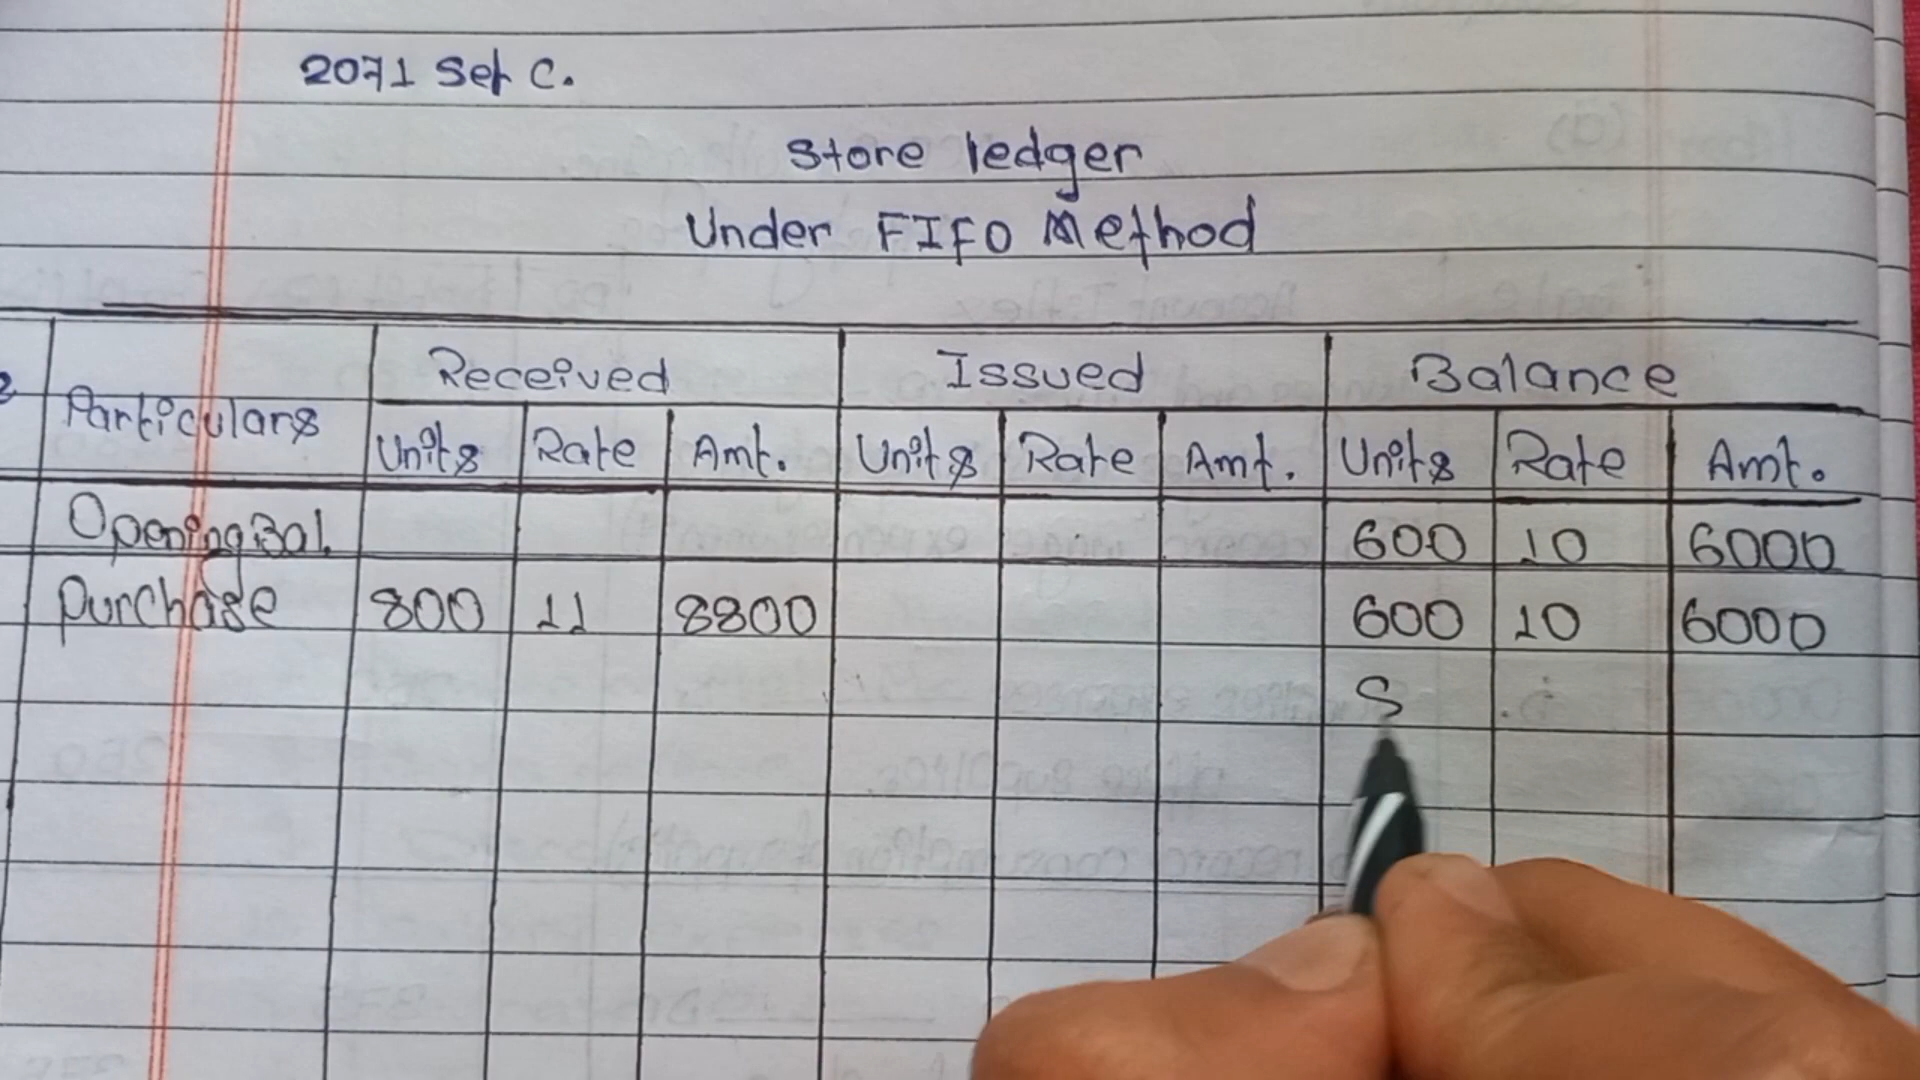 2071 Set C.
Store ledger
Under FIFO Method
Particulars Received Issued Balance
Units Rate Amt. Units Rate Amt. Units Rate Amt.
Opening Bal. 600 10 6000
purchase 800 11 8800 600 10 6000